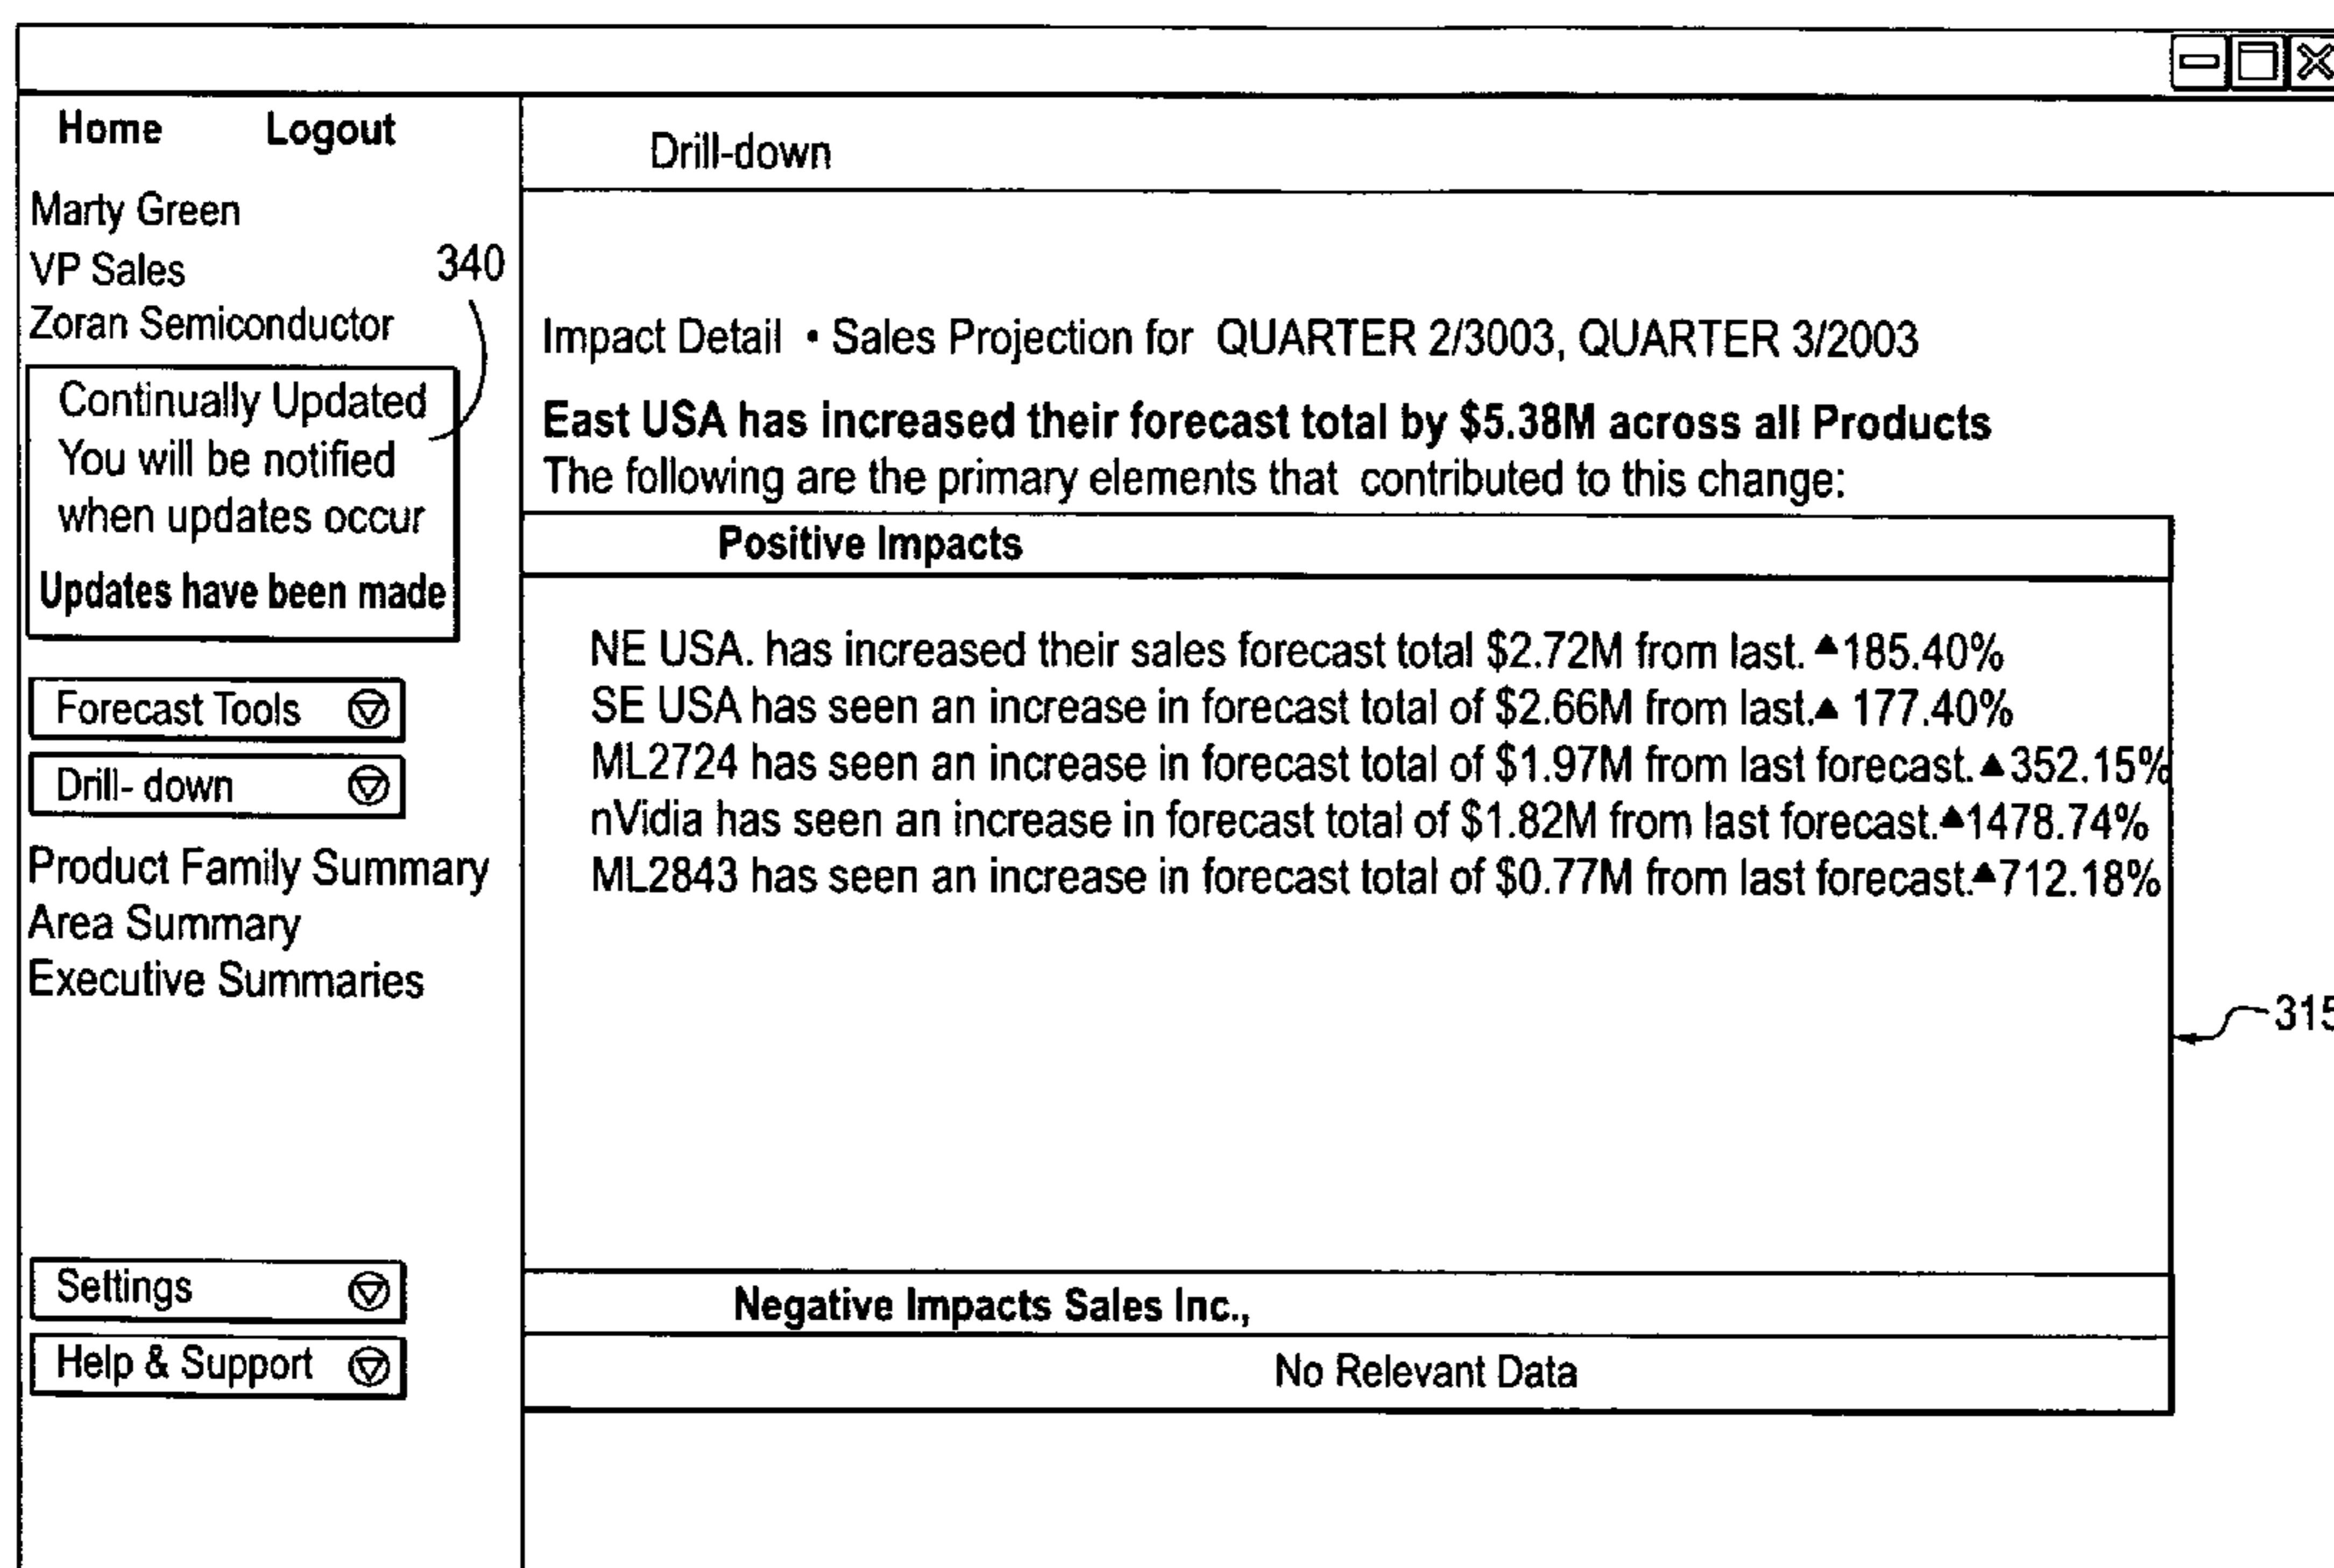 Home Logout
Marty Green
VP Sales
340
Zoran Semiconductor
Continually Updated
You will be notified
when updates occur
Updates have been made
Forecast Tools
Drill- down
Product Family Summary
Area Summary
Executive Summaries
Settings
Help & Support
Drill-down
Impact Detail • Sales Projection for QUARTER 2/3003, QUARTER 3/2003
East USA has increased their forecast total by $5.38M across all Products
The following are the primary elements that contributed to this change:
Positive Impacts
NE USA. has increased their sales forecast total $2.72M from last. ▲185.40%
SE USA has seen an increase in forecast total of $2.66M from last.▲ 177.40%
ML2724 has seen an increase in forecast total of $1.97M from last forecast.▲352.15%
nVidia has seen an increase in forecast total of $1.82M from last forecast.▲1478.74%
ML2843 has seen an increase in forecast total of $0.77M from last forecast.▲712.18%
315
Negative Impacts Sales Inc.,
No Relevant Data